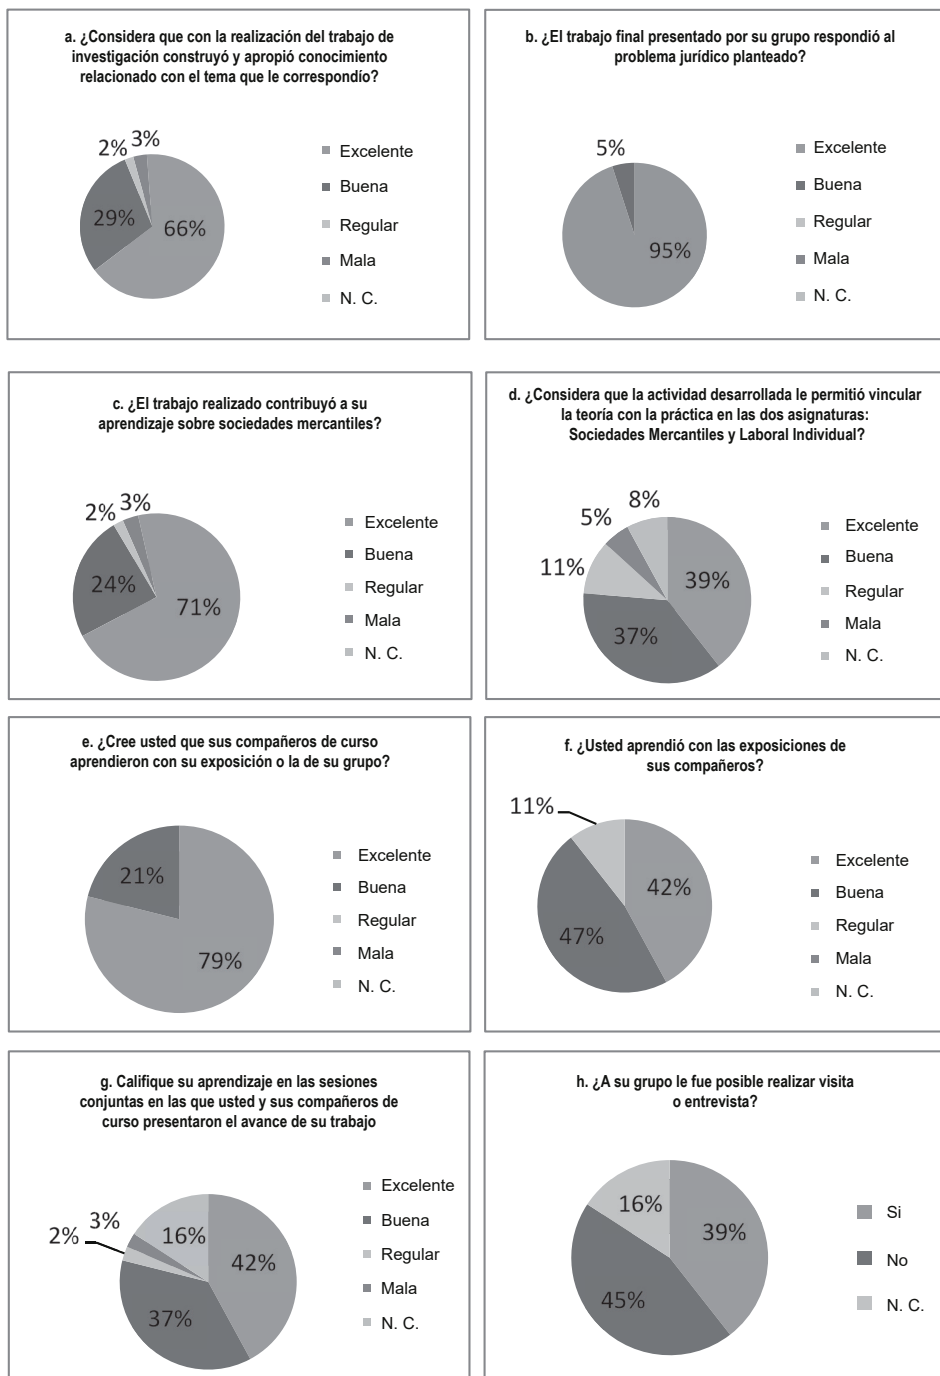 a. ¿Considera que con la realización del trabajo de
investigación construyó y apropió conocimiento
relacionado con el tema que le correspondío?
2%
3%
29%
66%
Excelente
Buena
Regular
Mala
N. C.
b. ¿El trabajo final presentado por su grupo respondió al
problema jurídico planteado?
5%
95%
Excelente
Buena
Regular
Mala
N. C.
c. ¿El trabajo realizado contribuyó a su
aprendizaje sobre sociedades mercantiles?
2%
3%
24%
71%
Excelente
Buena
Regular
Mala
N. C.
d. ¿Considera que la actividad desarrollada le permitió vincular
la teoría con la práctica en las dos asignaturas:
Sociedades Mercantiles y Laboral Individual?
8%
5%
11%
39%
37%
Excelente
Buena
Regular
Mala
N. C.
e. ¿Cree usted que sus compañeros de curso
aprendieron con su exposición o la de su grupo?
21%
79%
Excelente
Buena
Regular
Mala
N. C.
f. ¿Usted aprendió con las exposiciones de
sus compañeros?
11%
42%
47%
Excelente
Buena
Regular
Mala
N. C.
g. Califique su aprendizaje en las sesiones
conjuntas en las que usted y sus compañeros de
curso presentaron el avance de su trabajo
3%
2%
16%
42%
37%
Excelente
Buena
Regular
Mala
N. C.
h. ¿A su grupo le fue posible realizar visita
o entrevista?
16%
39%
45%
Si
No
N. C.